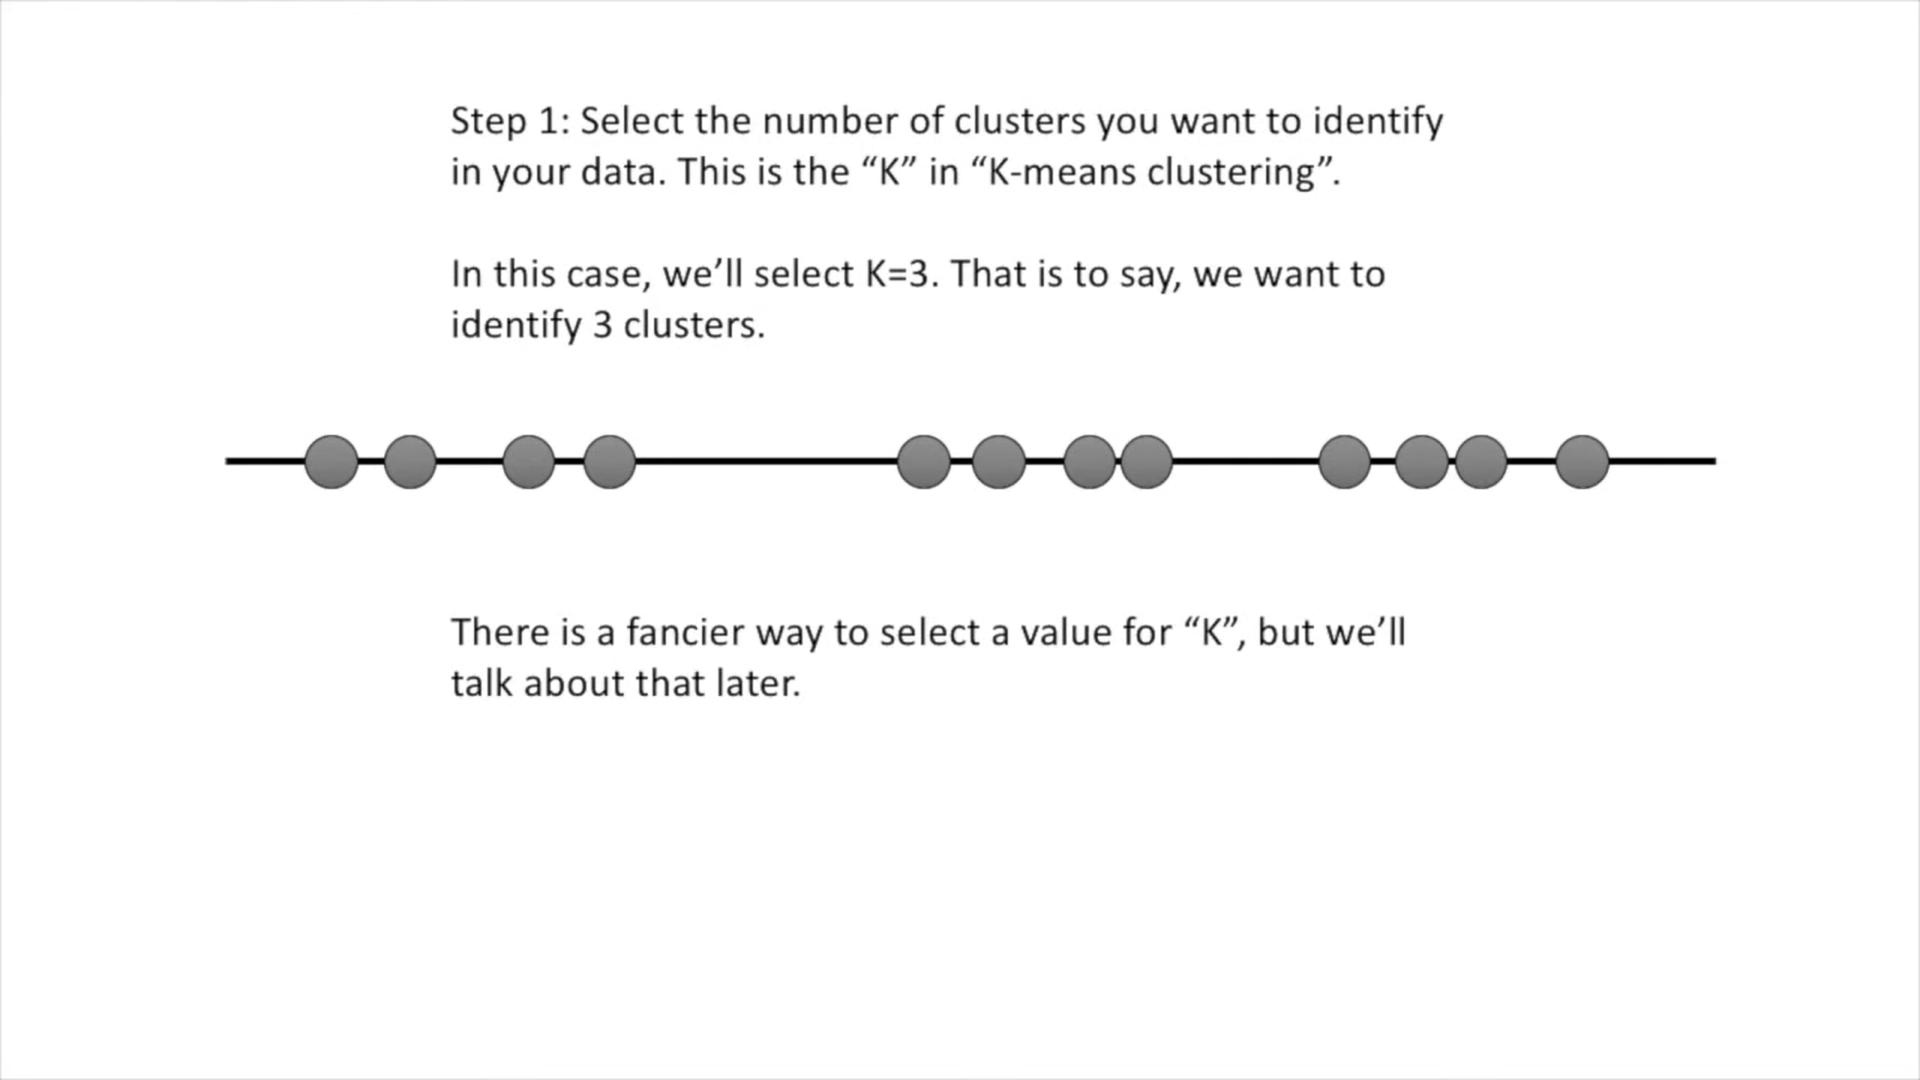 Step 1: Select the number of clusters you want to identify
in your data. This is the “K” in “K-means clustering”.
In this case, we’ll select K=3. That is to say, we want to
identify 3 clusters.
There is a fancier way to select a value for “K”, but we’ll
talk about that later.